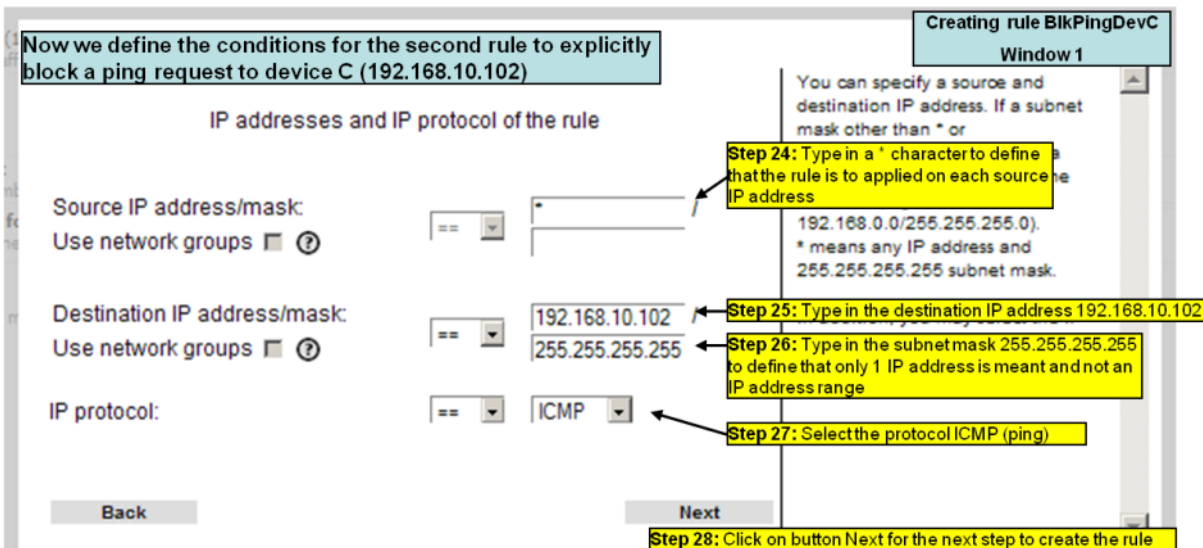 Creating rule BlkPingDevC
Window 1
Now we define the conditions for the second rule to explicitly
block a ping request to device C (192.168.10.102)
You can specify a source and
destination IP address. If a subnet
mask other than * or
IP addresses and IP protocol of the rule
Step 24: Type in a * character to define
that the rule is to applied on each source
IP address
Source IP address/mask:
== * /
Use network groups ?
192.168.0.0/255.255.255.0).
* means any IP address and
255.255.255.255 subnet mask.
Destination IP address/mask:
== 192.168.10.102 /
Use network groups ?
255.255.255.255
Step 25: Type in the destination IP address 192.168.10.102
Step 26: Type in the subnet mask 255.255.255.255
to define that only 1 IP address is meant and not an
IP address range
IP protocol:
== ICMP
Step 27: Select the protocol ICMP (ping)
Back
Next
Step 28: Click on button Next for the next step to create the rule